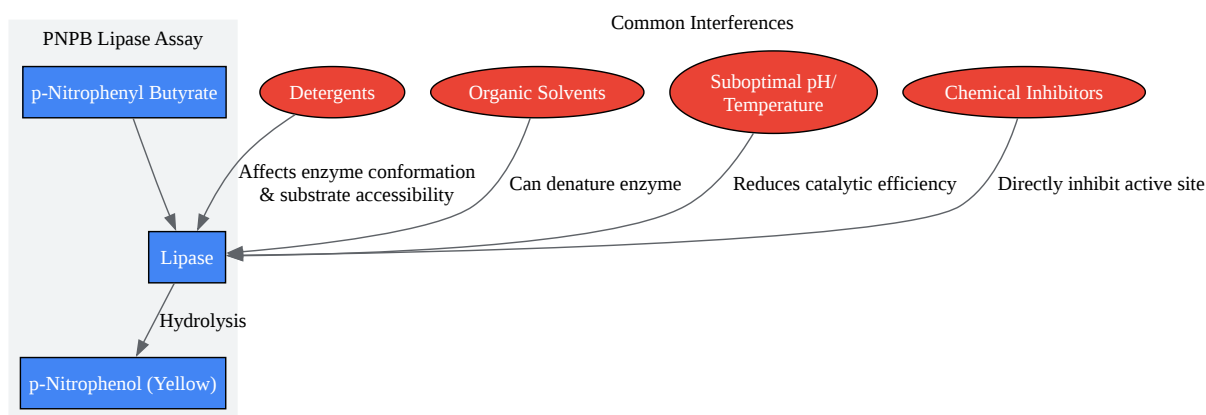 Common Interferences
PNPB Lipase Assay
p-Nitrophenyl Butyrate
Detergents
Organic Solvents
Suboptimal pH/
Temperature
Chemical Inhibitors
Affects enzyme conformation
& substrate accessibility
Can denature enzyme
Reduces catalytic efficiency
Directly inhibit active site
Lipase
Hydrolysis
p-Nitrophenol (Yellow)